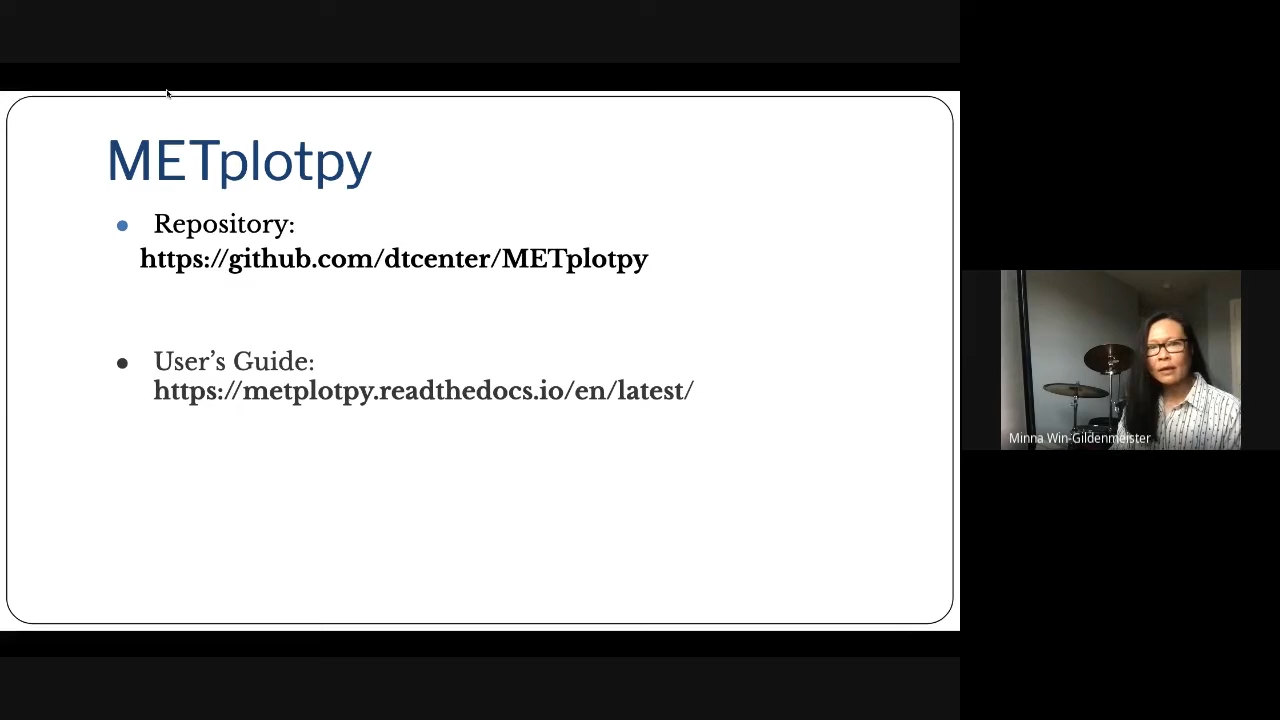 METplotpy
Repository:
https://github.com/dtcenter/METplotpy
User’s Guide:
https://metplotpy.readthedocs.io/en/latest/
Minna Win-Gildenmeister